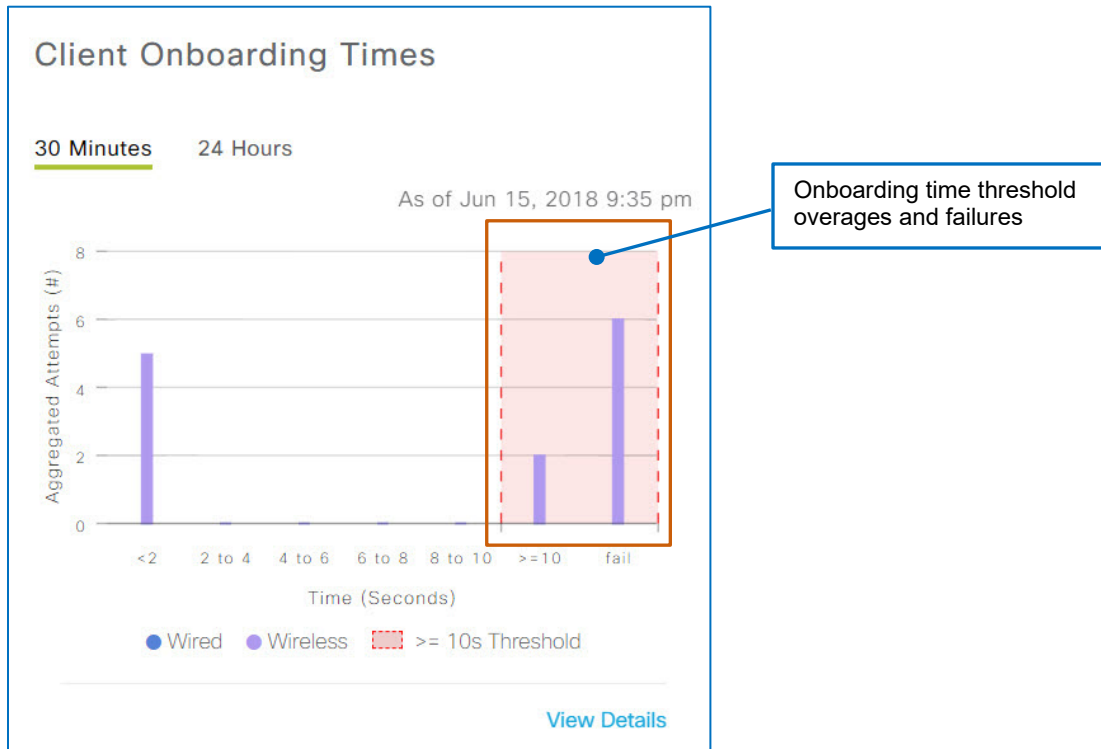 Client Onboarding Times
30 Minutes 24 Hours
As of Jun 15, 2018 9:35 pm
Onboarding time threshold
overages and failures
Aggregated Attempts (#)
8
6
4
2
0
<2 2 to 4 4 to 6 6 to 8 8 to 10 >=10 fail
Time (Seconds)
Wired Wireless >= 10s Threshold
View Details